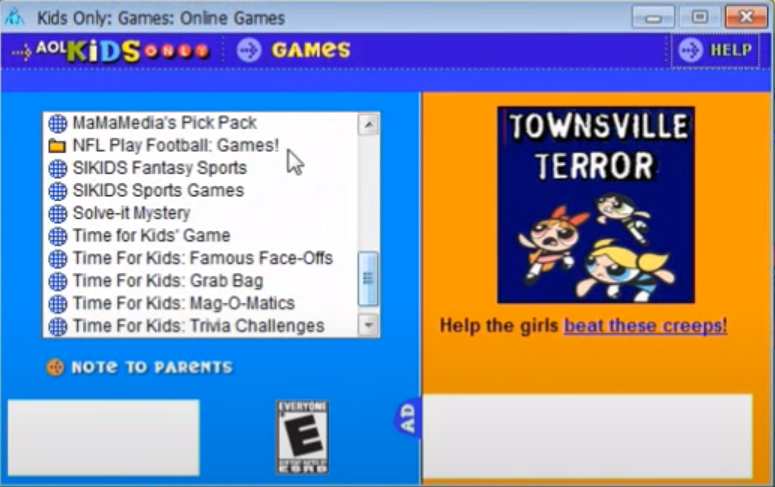 Kids Only: Games: Online Games
AOL KiDS ONLY GAMES HELP
MaMaMedia's Pick Pack
NFL Play Football: Games!
SIKIDS Fantasy Sports
SIKIDS Sports Games
Solve-it Mystery
Time for Kids' Game
Time For Kids: Famous Face-Offs
Time For Kids: Grab Bag
Time For Kids: Mag-O-Matics
Time For Kids: Trivia Challenges
NOTE TO PARENTS
EVERYONE
E
ESRB
TOWNSVILLE
TERROR
Help the girls beat these creeps!
AD